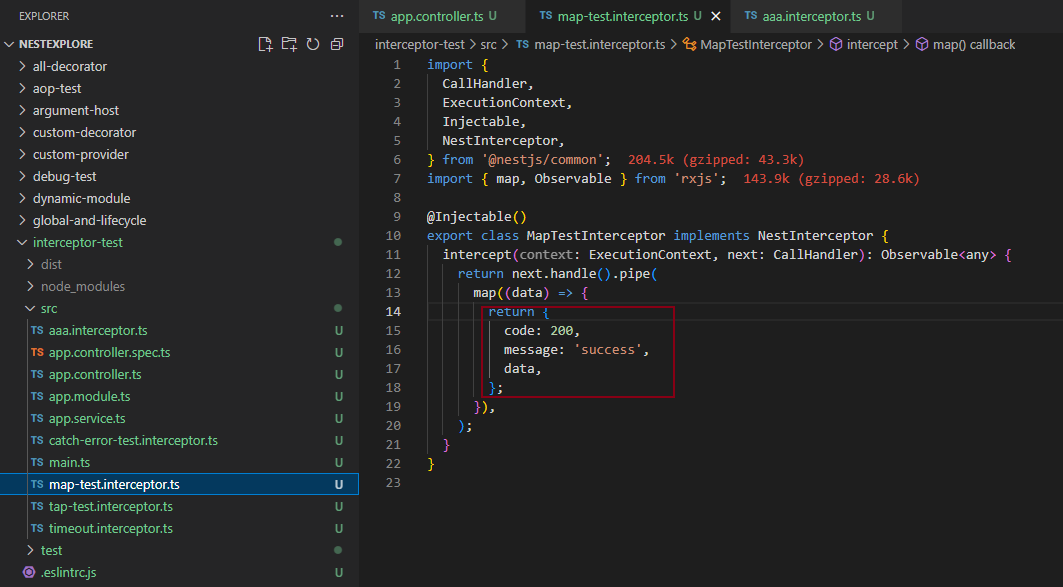 EXPLORER
NESTEXPLORE
all-decorator
aop-test
argument-host
custom-decorator
custom-provider
debug-test
dynamic-module
global-and-lifecycle
interceptor-test
dist
node_modules
src
TS aaa.interceptor.ts U
TS app.controller.spec.ts U
TS app.controller.ts U
TS app.module.ts U
TS app.service.ts U
TS catch-error-test.interceptor.ts U
TS main.ts U
TS map-test.interceptor.ts U
TS tap-test.interceptor.ts U
TS timeout.interceptor.ts U
test
.eslintrc.js U
TS app.controller.ts U TS map-test.interceptor.ts U TS aaa.interceptor.ts U
interceptor-test > src > TS map-test.interceptor.ts > MapTestInterceptor > intercept > map() callback
1 import {
2 CallHandler,
3 ExecutionContext,
4 Injectable,
5 NestInterceptor,
6 } from '@nestjs/common'; 204.5k (gzipped: 43.3k)
7 import { map, Observable } from 'rxjs'; 143.9k (gzipped: 28.6k)
8
9 @Injectable()
10 export class MapTestInterceptor implements NestInterceptor {
11 intercept(context: ExecutionContext, next: CallHandler): Observable<any> {
12 return next.handle().pipe(
13 map((data) => {
14 return {
15 code: 200,
16 message: 'success',
17 data,
18 };
19 }),
20 );
21 }
22 }
23